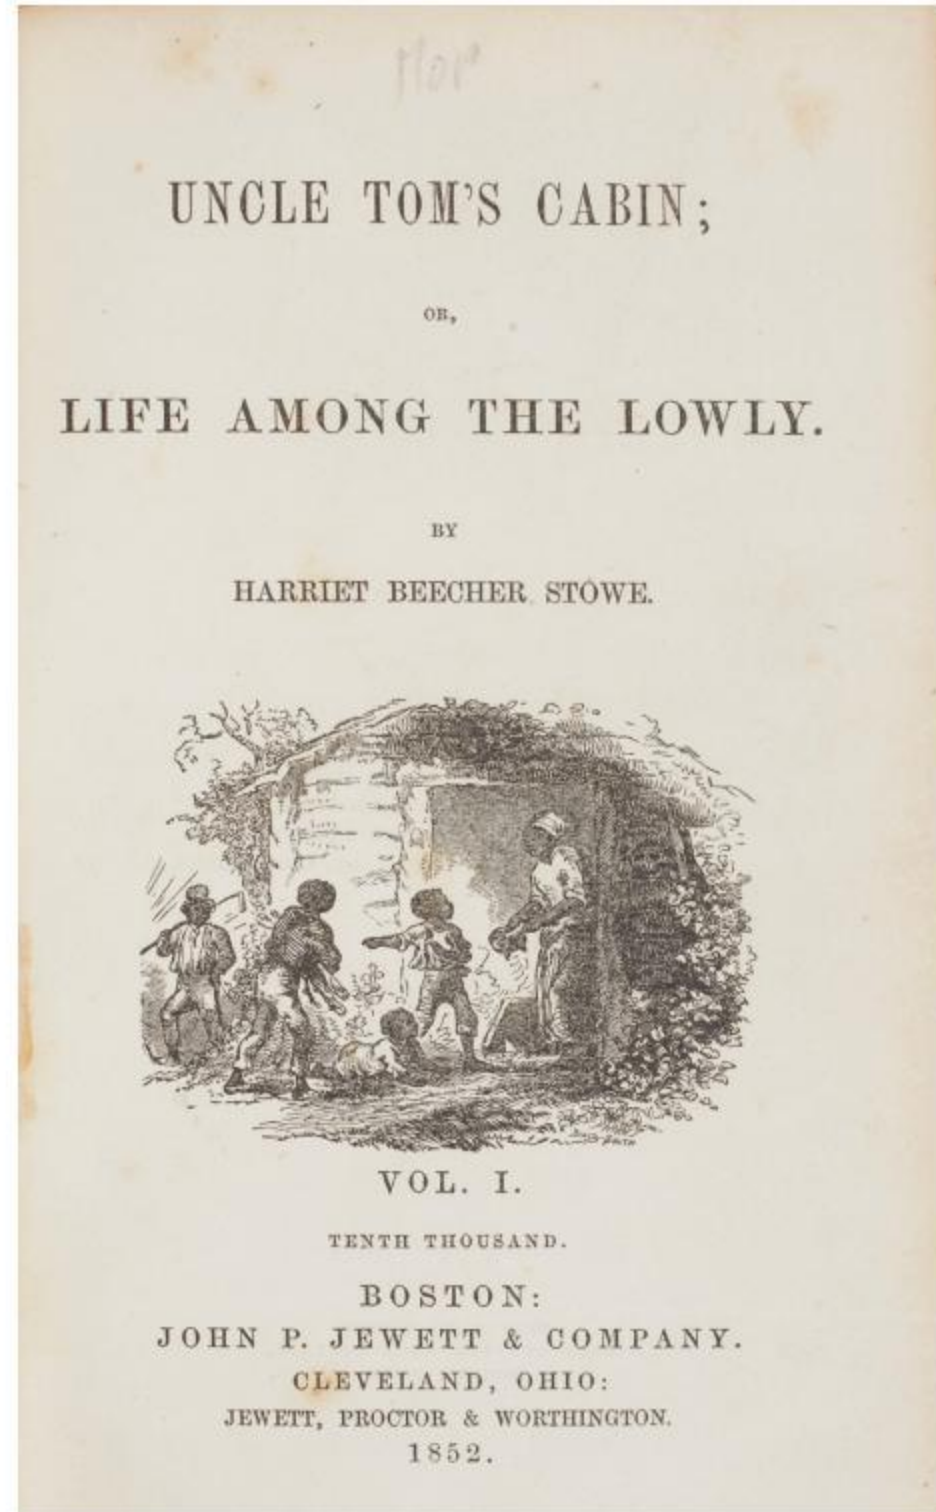 UNCLE TOM'S CABIN;
OR,
LIFE AMONG THE LOWLY.
BY
HARRIET BEECHER STOWE.
VOL. I.
TENTH THOUSAND.
BOSTON:
JOHN P. JEWETT & COMPANY.
CLEVELAND, OHIO:
JEWETT, PROCTOR & WORTHINGTON.
1852.